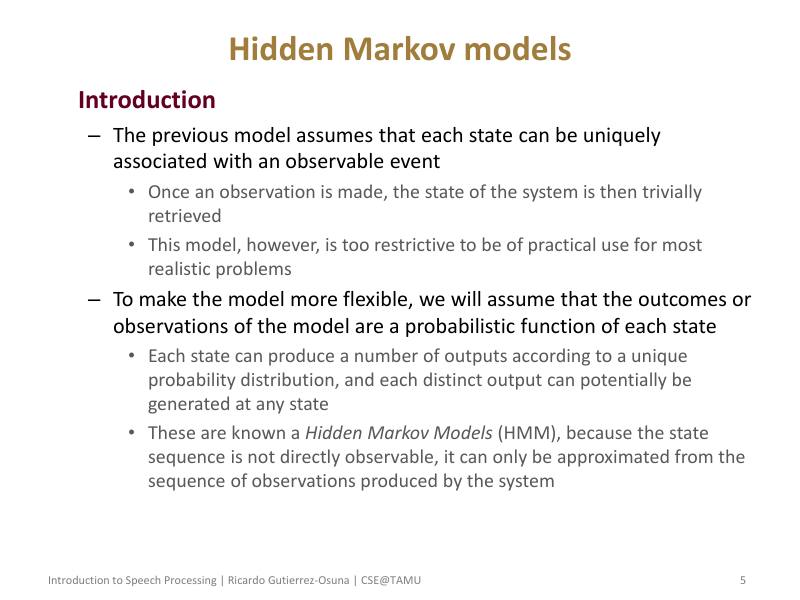 Hidden Markov models
Introduction
– The previous model assumes that each state can be uniquely
associated with an observable event
• Once an observation is made, the state of the system is then trivially
retrieved
• This model, however, is too restrictive to be of practical use for most
realistic problems
– To make the model more flexible, we will assume that the outcomes or
observations of the model are a probabilistic function of each state
• Each state can produce a number of outputs according to a unique
probability distribution, and each distinct output can potentially be
generated at any state
• These are known a Hidden Markov Models (HMM), because the state
sequence is not directly observable, it can only be approximated from the
sequence of observations produced by the system
Introduction to Speech Processing | Ricardo Gutierrez-Osuna | CSE@TAMU
5